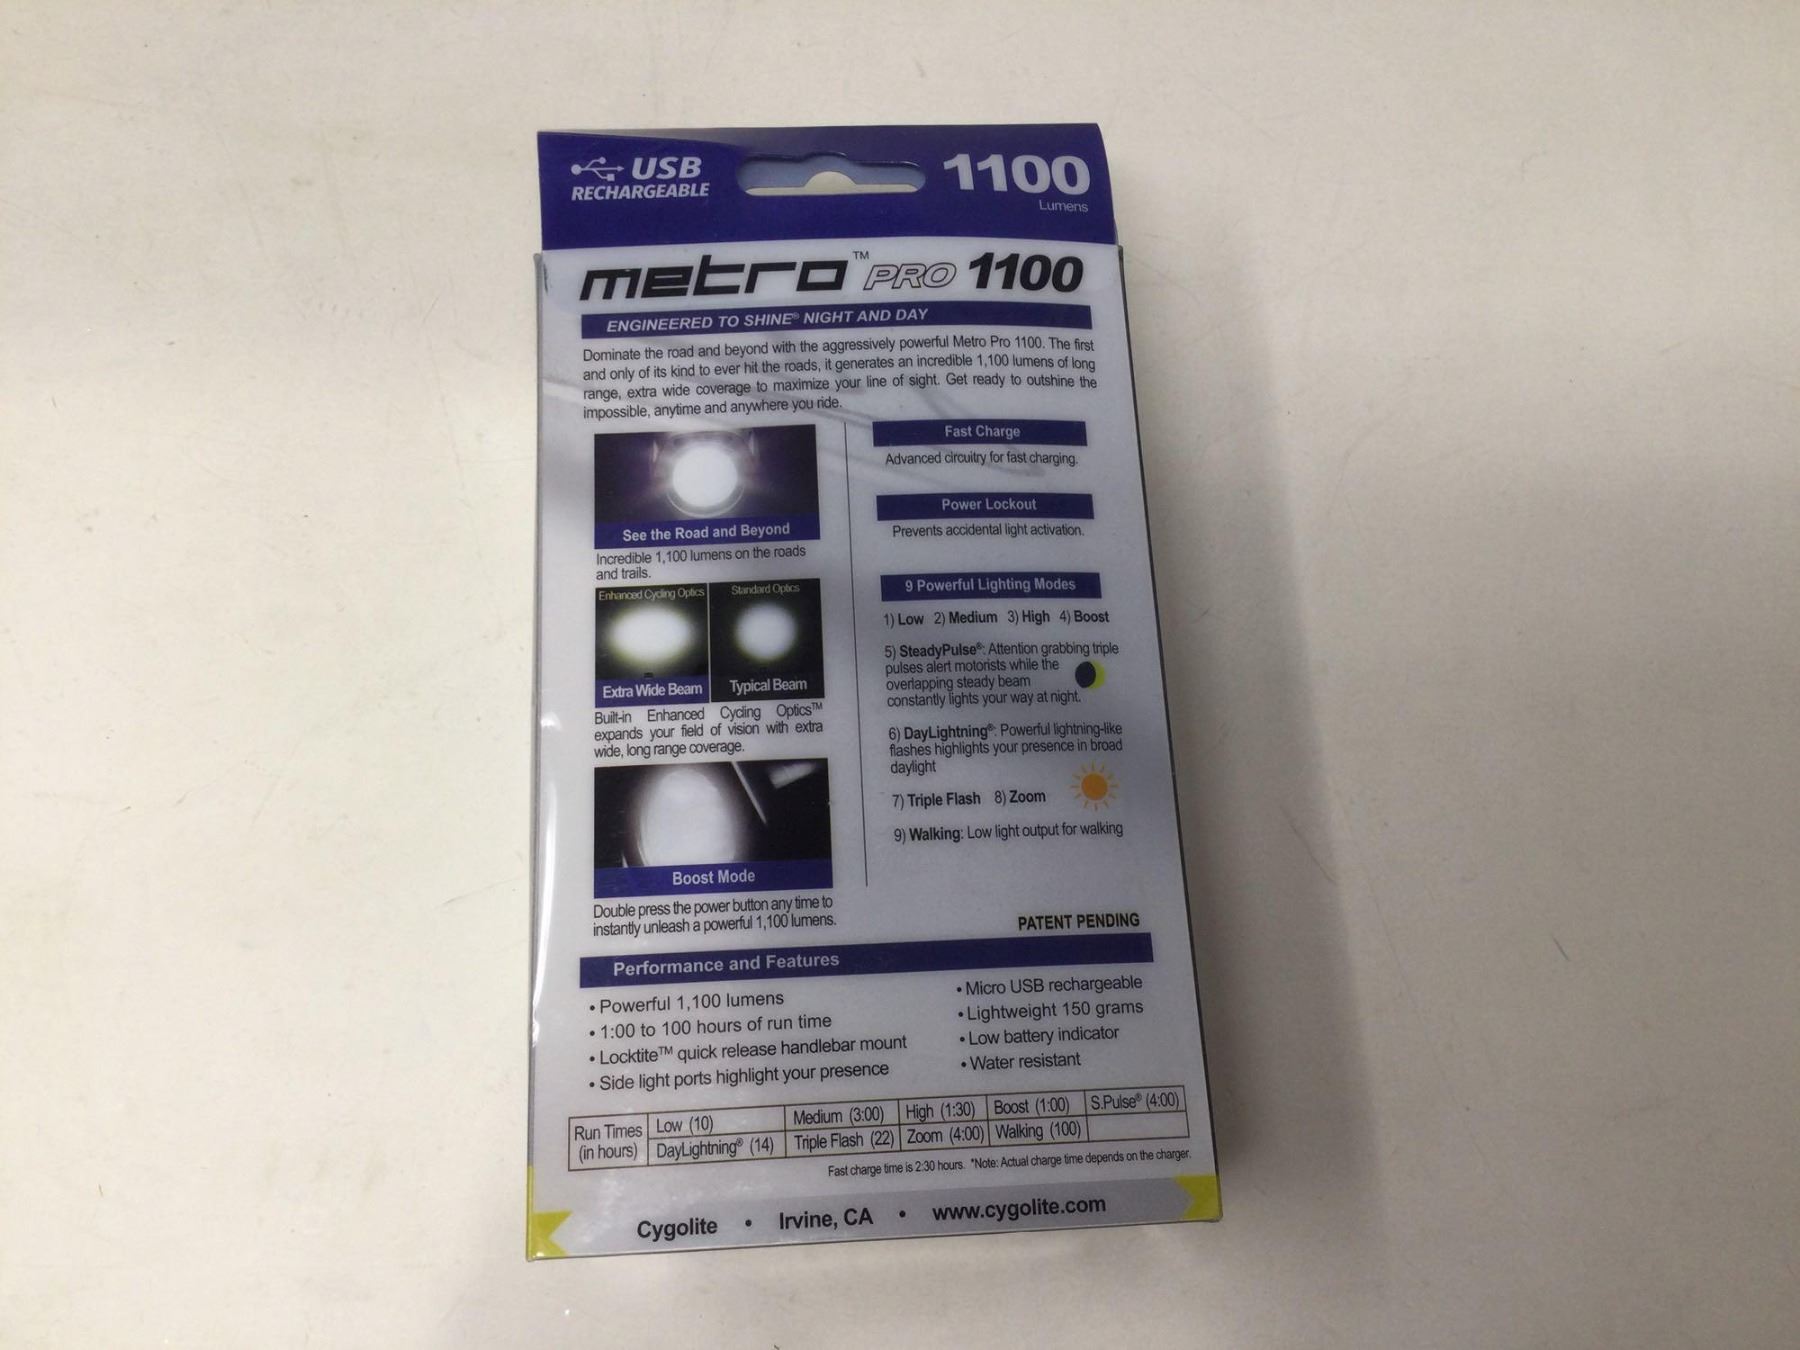 USB
RECHARGEABLE
1100
Lumens
metro™ PRO 1100
ENGINEERED TO SHINE® NIGHT AND DAY
Dominate the road and beyond with the aggressively powerful Metro Pro 1100. The first
and only of its kind to ever hit the roads, it generates an incredible 1,100 lumens of long
range, extra wide coverage to maximize your line of sight. Get ready to outshine the
impossible, anytime and anywhere you ride.
See the Road and Beyond
Incredible 1,100 lumens on the roads
and trails.
Enhanced Cycling Optics
Standard Optics
Extra Wide Beam
Typical Beam
Built-in Enhanced Cycling Optics™
expands your field of vision with extra
wide, long range coverage.
Boost Mode
Double press the power button any time to
instantly unleash a powerful 1,100 lumens.
Fast Charge
Advanced circuitry for fast charging.
Power Lockout
Prevents accidental light activation.
9 Powerful Lighting Modes
1) Low 2) Medium 3) High 4) Boost
5) SteadyPulse®: Attention grabbing triple
pulses alert motorists while the
overlapping steady beam
constantly lights your way at night.
6) DayLightning®: Powerful lightning-like
flashes highlights your presence in broad
daylight
7) Triple Flash 8) Zoom
9) Walking: Low light output for walking
PATENT PENDING
Performance and Features
• Powerful 1,100 lumens
• 1:00 to 100 hours of run time
• Locktite™ quick release handlebar mount
• Side light ports highlight your presence
• Micro USB rechargeable
• Lightweight 150 grams
• Low battery indicator
• Water resistant
Run Times
(in hours)
Low (10) Medium (3:00) High (1:30) Boost (1:00) S.Pulse® (4:00)
DayLightning® (14) Triple Flash (22) Zoom (4:00) Walking (100)
Fast charge time is 2:30 hours. *Note: Actual charge time depends on the charger.
Cygolite • Irvine, CA • www.cygolite.com